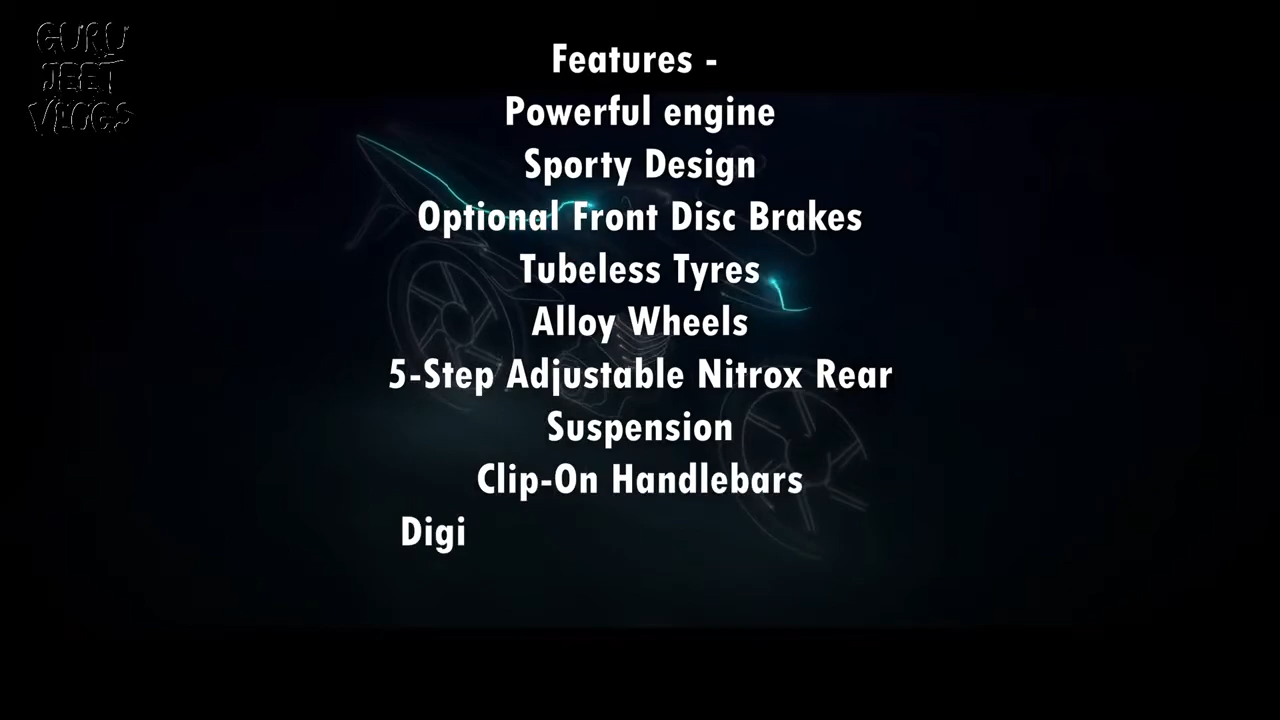 GURU
JEET
VLOGS
Features -
Powerful engine
Sporty Design
Optional Front Disc Brakes
Tubeless Tyres
Alloy Wheels
5-Step Adjustable Nitrox Rear
Suspension
Clip-On Handlebars
Digi